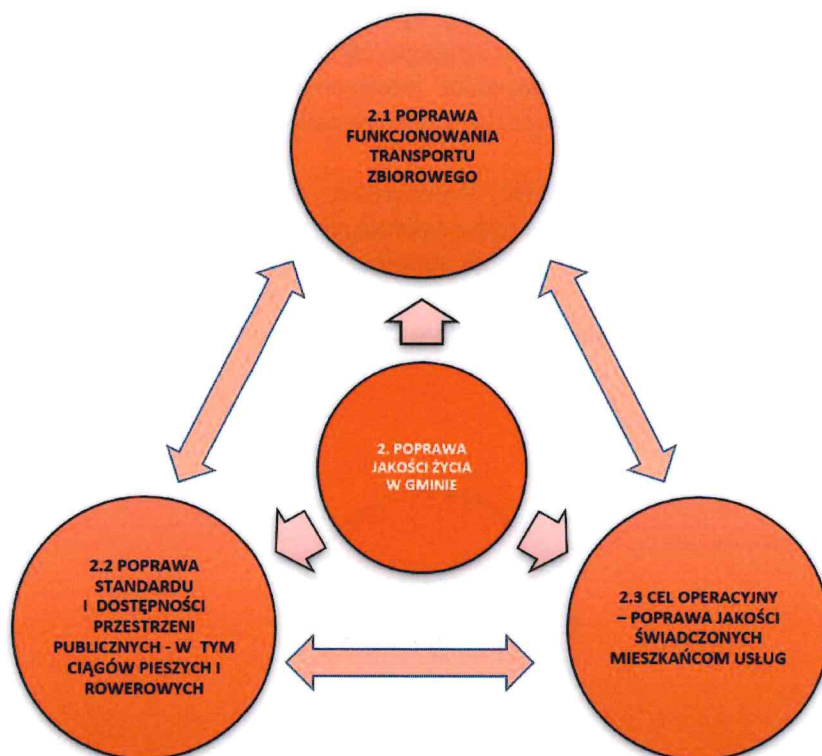 2.1 POPRAWA
FUNKCJONOWANIA
TRANSPORTU
ZBIOROWEGO
2. POPRAWA
JAKOŚCI ŻYCIA
W GMINIE
2.2 POPRAWA
STANDARDU
I DOSTĘPNOŚCI
PRZESTRZENI
PUBLICZNYCH - W TYM
CIĄGÓW PIESZYCH I
ROWEROWYCH
2.3 CEL OPERACYJNY
– POPRAWA JAKOŚCI
ŚWIADCZONYCH
MIESZKAŃCOM USŁUG